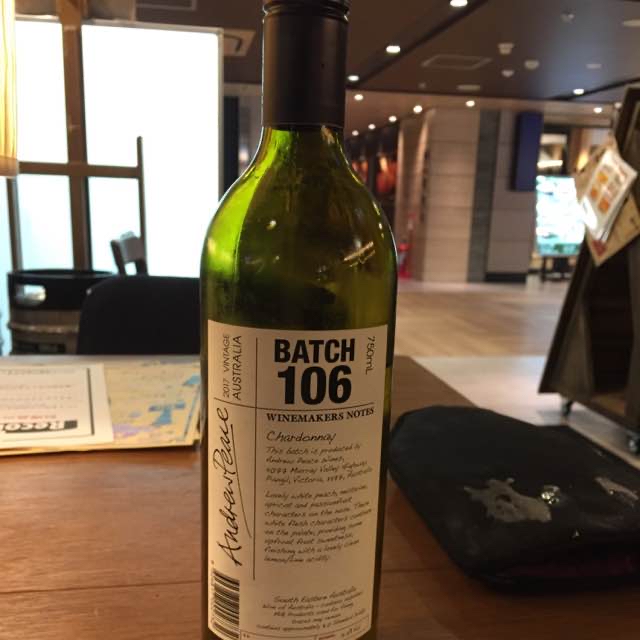 BATCH
106
WINEMAKERS NOTES
2017 VINTAGE
AUSTRALIA
750mL
Andrew Peace
Chardonnay
This batch is produced by
Andrew Peace Wines,
Murray Valley Highway,
Piangil, Victoria, Australia
Lovely white peach,
apricot and passionfruit
characters on the nose. These
white flesh characters continue
on the palate, providing some
apricot fruit sweetness,
finishing with a lovely clean
lemon/lime acidity.
South Eastern Australia
Wine of Australia -